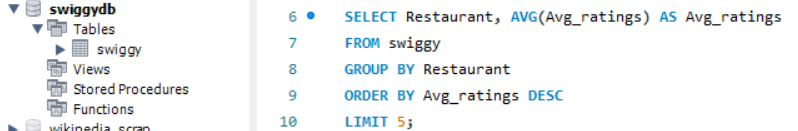 swiggydb
Tables
swiggy
Views
Stored Procedures
Functions
wikipedia_scrap
6 SELECT Restaurant, AVG(Avg_ratings) AS Avg_ratings
7 FROM swiggy
8 GROUP BY Restaurant
9 ORDER BY Avg_ratings DESC
10 LIMIT 5;